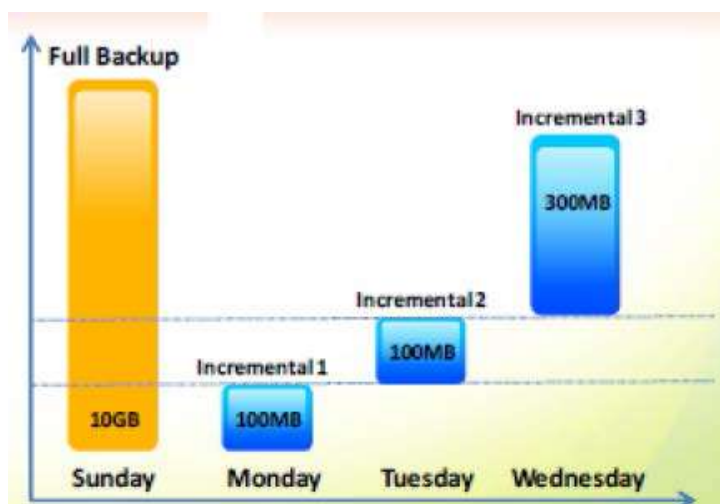 Full Backup
Incremental 3
300MB
Incremental 2
100MB
Incremental 1
10GB
100MB
Sunday
Monday
Tuesday
Wednesday